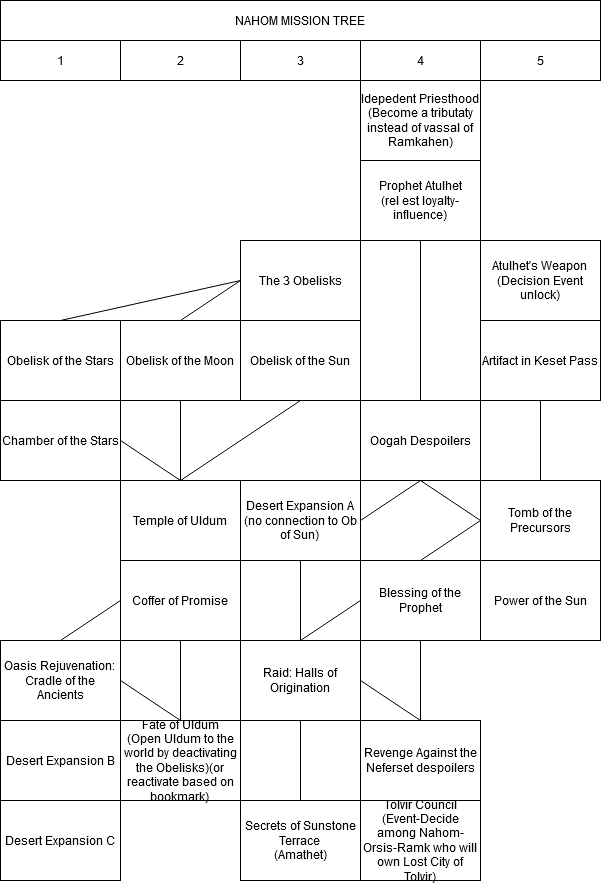 NAHOM MISSION TREE
1 2 3 4 5
Idepedent Priesthood
(Become a tributaty
instead of vassal of
Ramkahen)
Prophet Atulhet
(rel est loyalty-
influence)
The 3 Obelisks
Atulhet's Weapon
(Decision Event
unlock)
Obelisk of the Stars
Obelisk of the Moon
Obelisk of the Sun
Artifact in Keset Pass
Chamber of the Stars
Oogah Despoilers
Temple of Uldum
Desert Expansion A
(no connection to Ob
of Sun)
Tomb of the
Precursors
Coffer of Promise
Blessing of the
Prophet
Power of the Sun
Oasis Rejuvenation:
Cradle of the
Ancients
Raid: Halls of
Origination
Desert Expansion B
Fate of Uldum
(Open Uldum to the
world by deactivating
the Obelisks)(or
reactivate based on
bookmark)
Revenge Against the
Neferset despoilers
Desert Expansion C
Secrets of Sunstone
Terrace
(Amathet)
Tolvir Council
(Event-Decide
among Nahom-
Orsis-Ramk who will
own Lost City of
Tolvir)